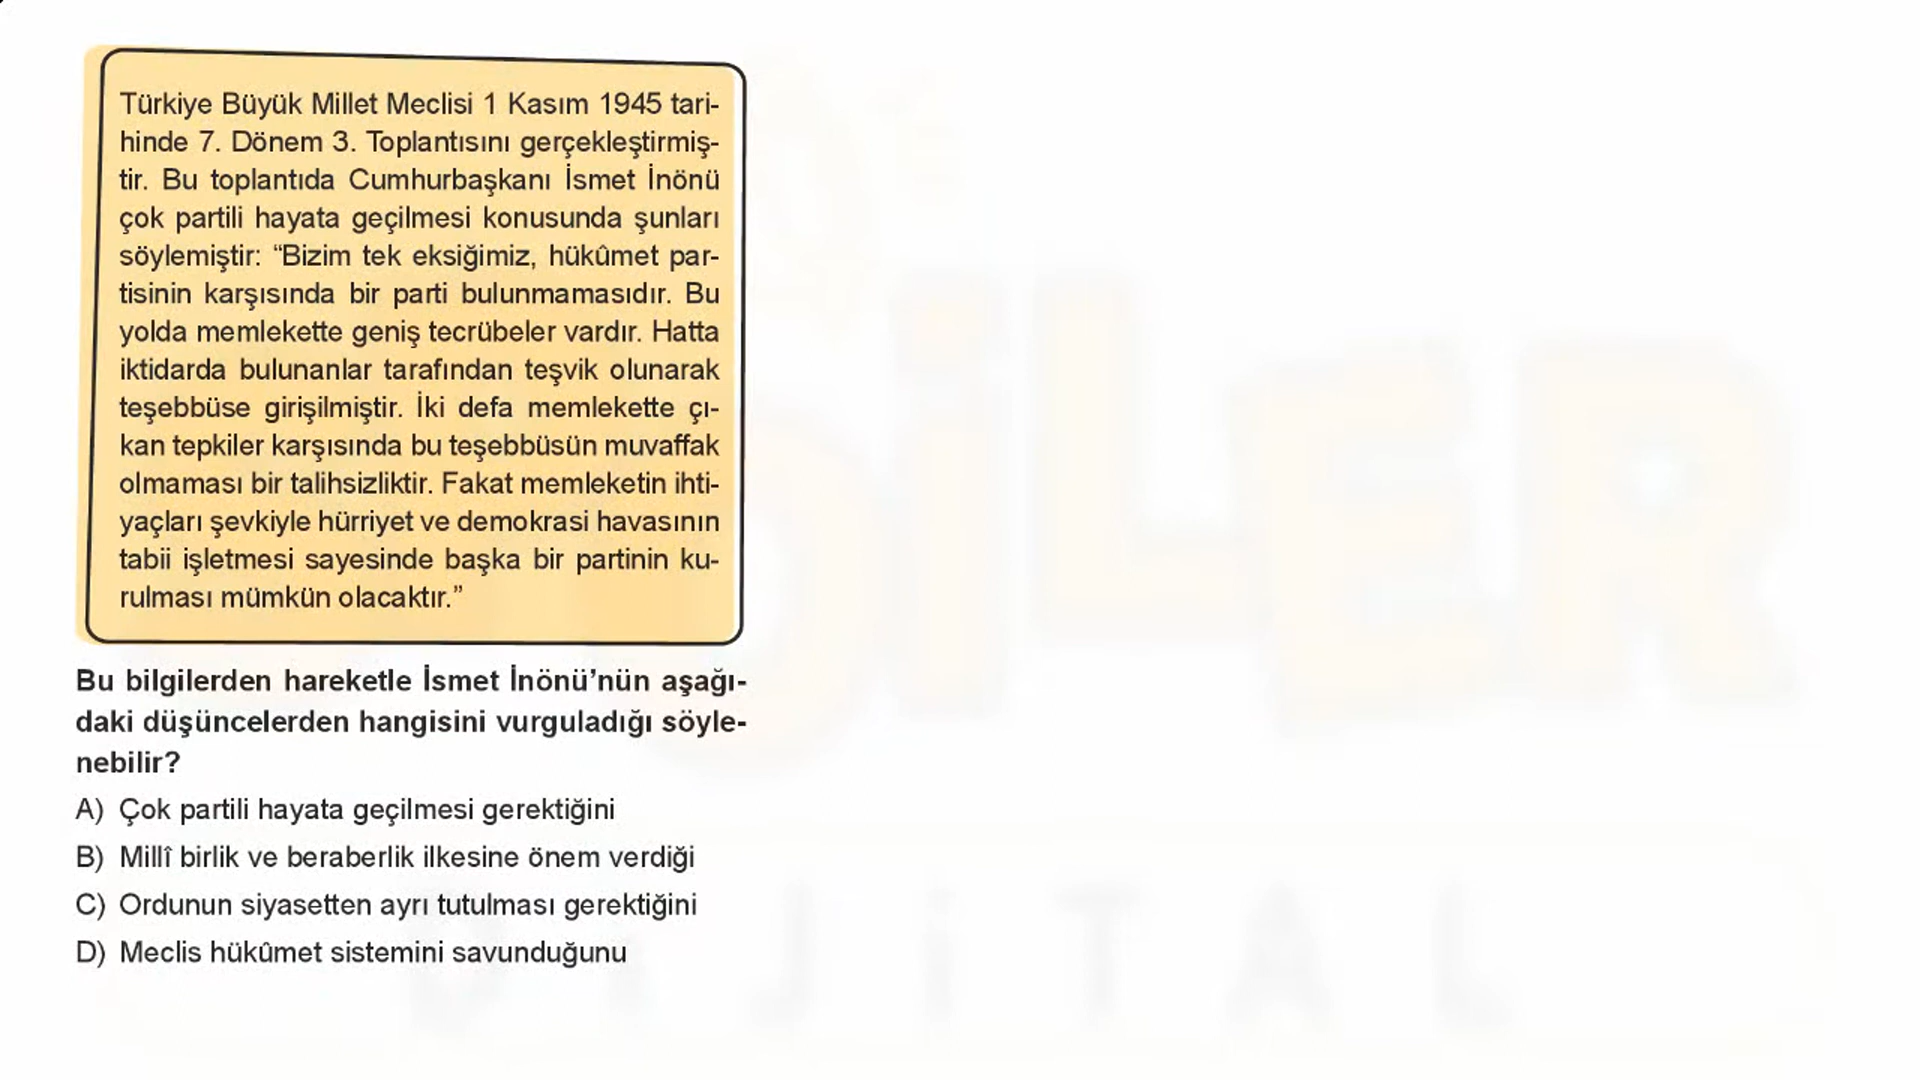 Türkiye Büyük Millet Meclisi 1 Kasım 1945 tari-
hinde 7. Dönem 3. Toplantısını gerçekleştirmiş-
tir. Bu toplantıda Cumhurbaşkanı İsmet İnönü
çok partili hayata geçilmesi konusunda şunları
söylemiştir: “Bizim tek eksiğimiz, hükûmet par-
tisinin karşısında bir parti bulunmamasıdır. Bu
yolda memlekette geniş tecrübeler vardır. Hatta
iktidarda bulunanlar tarafından teşvik olunarak
teşebbüse girişilmiştir. İki defa memlekette çı-
kan tepkiler karşısında bu teşebbüsün muvaffak
olmaması bir talihsizliktir. Fakat memleketin ihti-
yaçları şevkiyle hürriyet ve demokrasi havasının
tabii işletmesi sayesinde başka bir partinin ku-
rulması mümkün olacaktır.”
Bu bilgilerden hareketle İsmet İnönü’nün aşağı-
daki düşüncelerden hangisini vurguladığı söyle-
nebilir?
A) Çok partili hayata geçilmesi gerektiğini
B) Millî birlik ve beraberlik ilkesine önem verdiği
C) Ordunun siyasetten ayrı tutulması gerektiğini
D) Meclis hükûmet sistemini savunduğunu
DİJİTAL